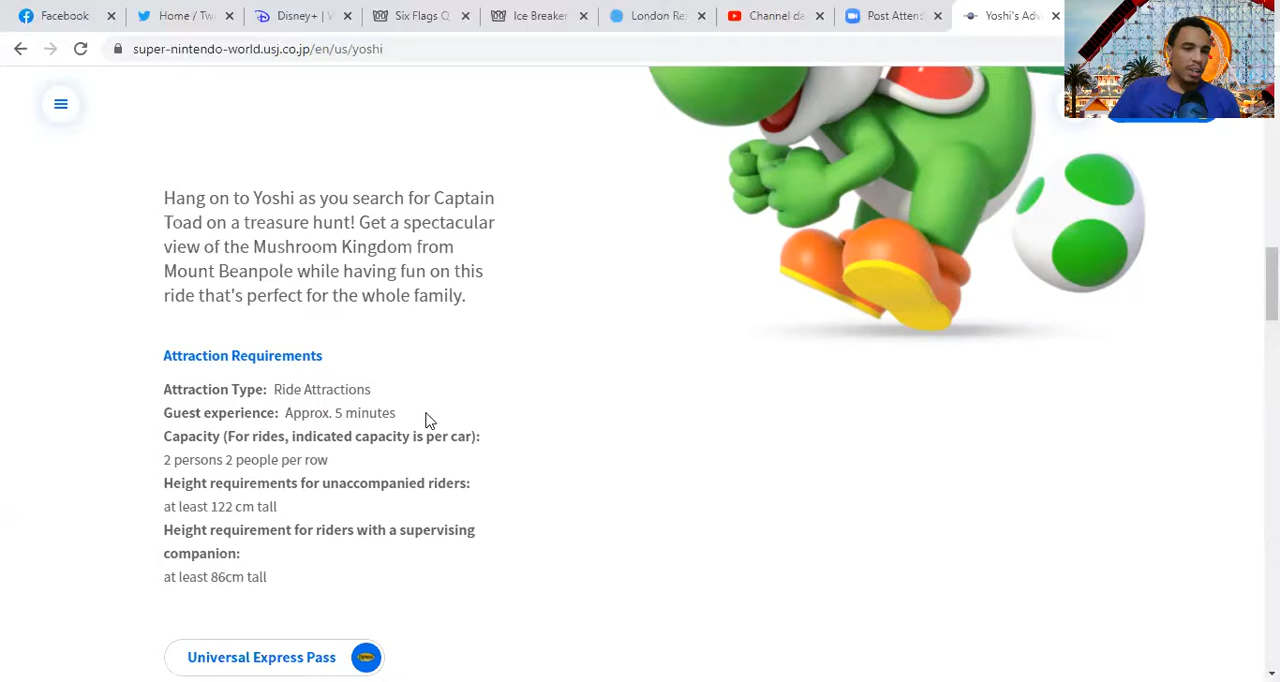 Facebook
Home / Tw
Disney+ | V
Six Flags Q
Ice Breaker
London Re
Channel da
Post Attend
Yoshi's Adv
super-nintendo-world.usj.co.jp/en/us/yoshi
Hang on to Yoshi as you search for Captain
Toad on a treasure hunt! Get a spectacular
view of the Mushroom Kingdom from
Mount Beanpole while having fun on this
ride that's perfect for the whole family.
Attraction Requirements
Attraction Type: Ride Attractions
Guest experience: Approx. 5 minutes
Capacity (For rides, indicated capacity is per car):
2 persons 2 people per row
Height requirements for unaccompanied riders:
at least 122 cm tall
Height requirement for riders with a supervising
companion:
at least 86cm tall
Universal Express Pass